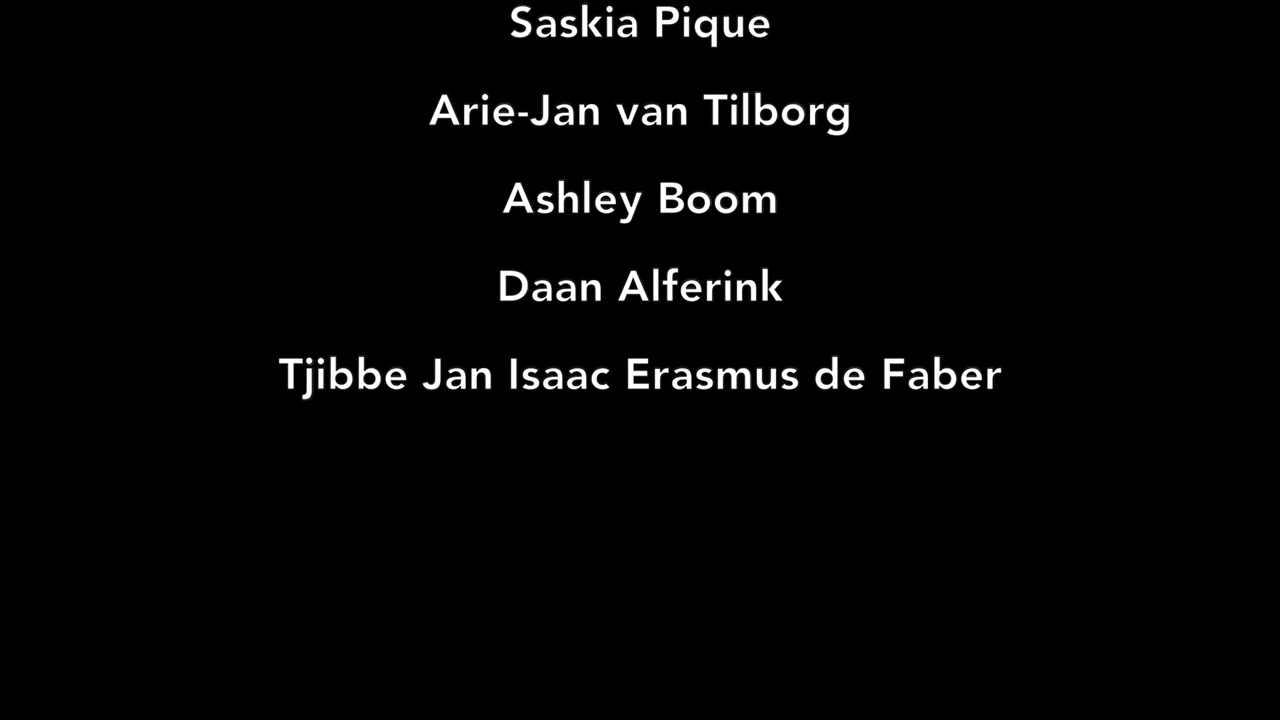 Saskia Pique
Arie-Jan van Tilborg
Ashley Boom
Daan Alferink
Tjibbe Jan Isaac Erasmus de Faber